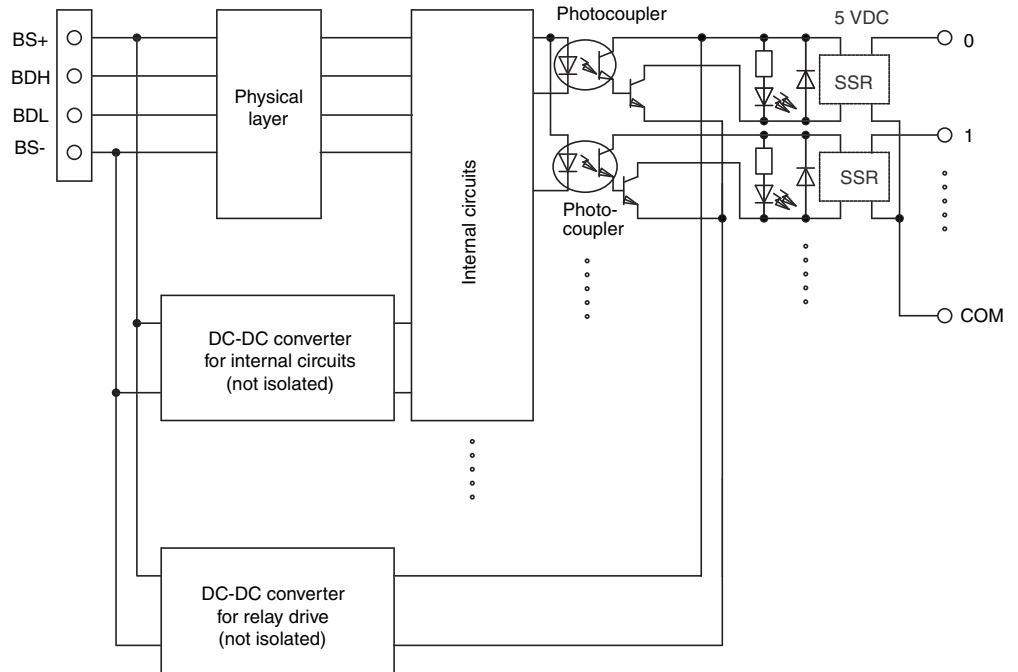 Photocoupler
5 VDC
BS+
0
BDH
SSR
Physical
layer
BDL
BS-
1
SSR
Internal circuits
Photo-
coupler
COM
DC-DC converter
for internal circuits
(not isolated)
DC-DC converter
for relay drive
(not isolated)